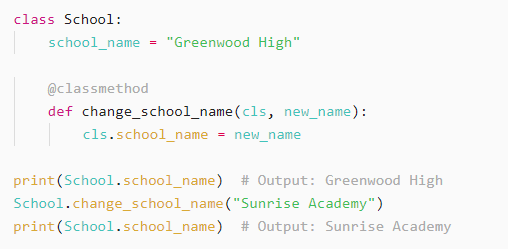 class School:
    school_name = "Greenwood High"

    @classmethod
    def change_school_name(cls, new_name):
        cls.school_name = new_name

print(School.school_name)  # Output: Greenwood High
School.change_school_name("Sunrise Academy")
print(School.school_name)  # Output: Sunrise Academy